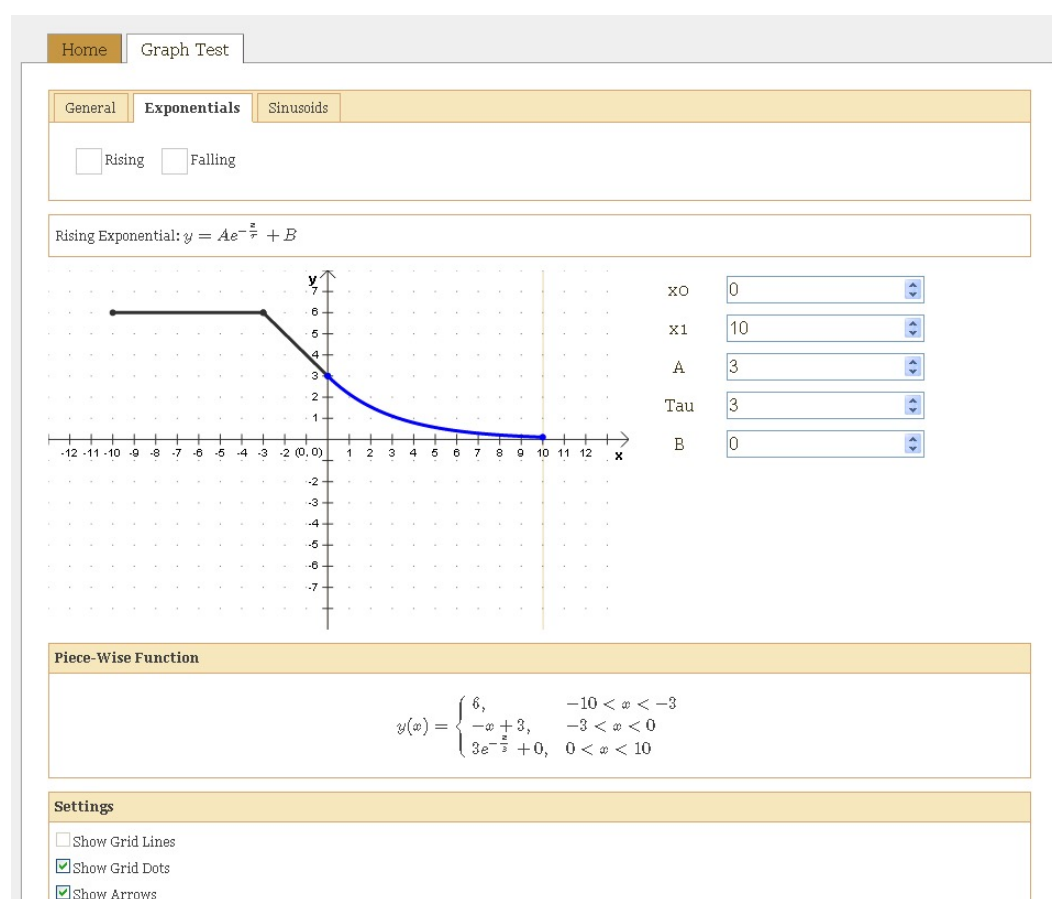 Home Graph Test
General Exponentials Sinusoids
Rising Falling
Rising Exponential: y = Ae^{-x/τ} + B
y
7
6
5
4
3
2
1
-12 -11 -10 -9 -8 -7 -6 -5 -4 -3 -2 (0, 0) 1 2 3 4 5 6 7 8 9 10 11 12 x
-2
-3
-4
-5
-6
-7
x0 0
x1 10
A 3
Tau 3
B 0
Piece-Wise Function
y(x) = { 6, -10 < x < -3
-x + 3, -3 < x < 0
3e^{-x/3} + 0, 0 < x < 10
Settings
Show Grid Lines
Show Grid Dots
Show Arrows